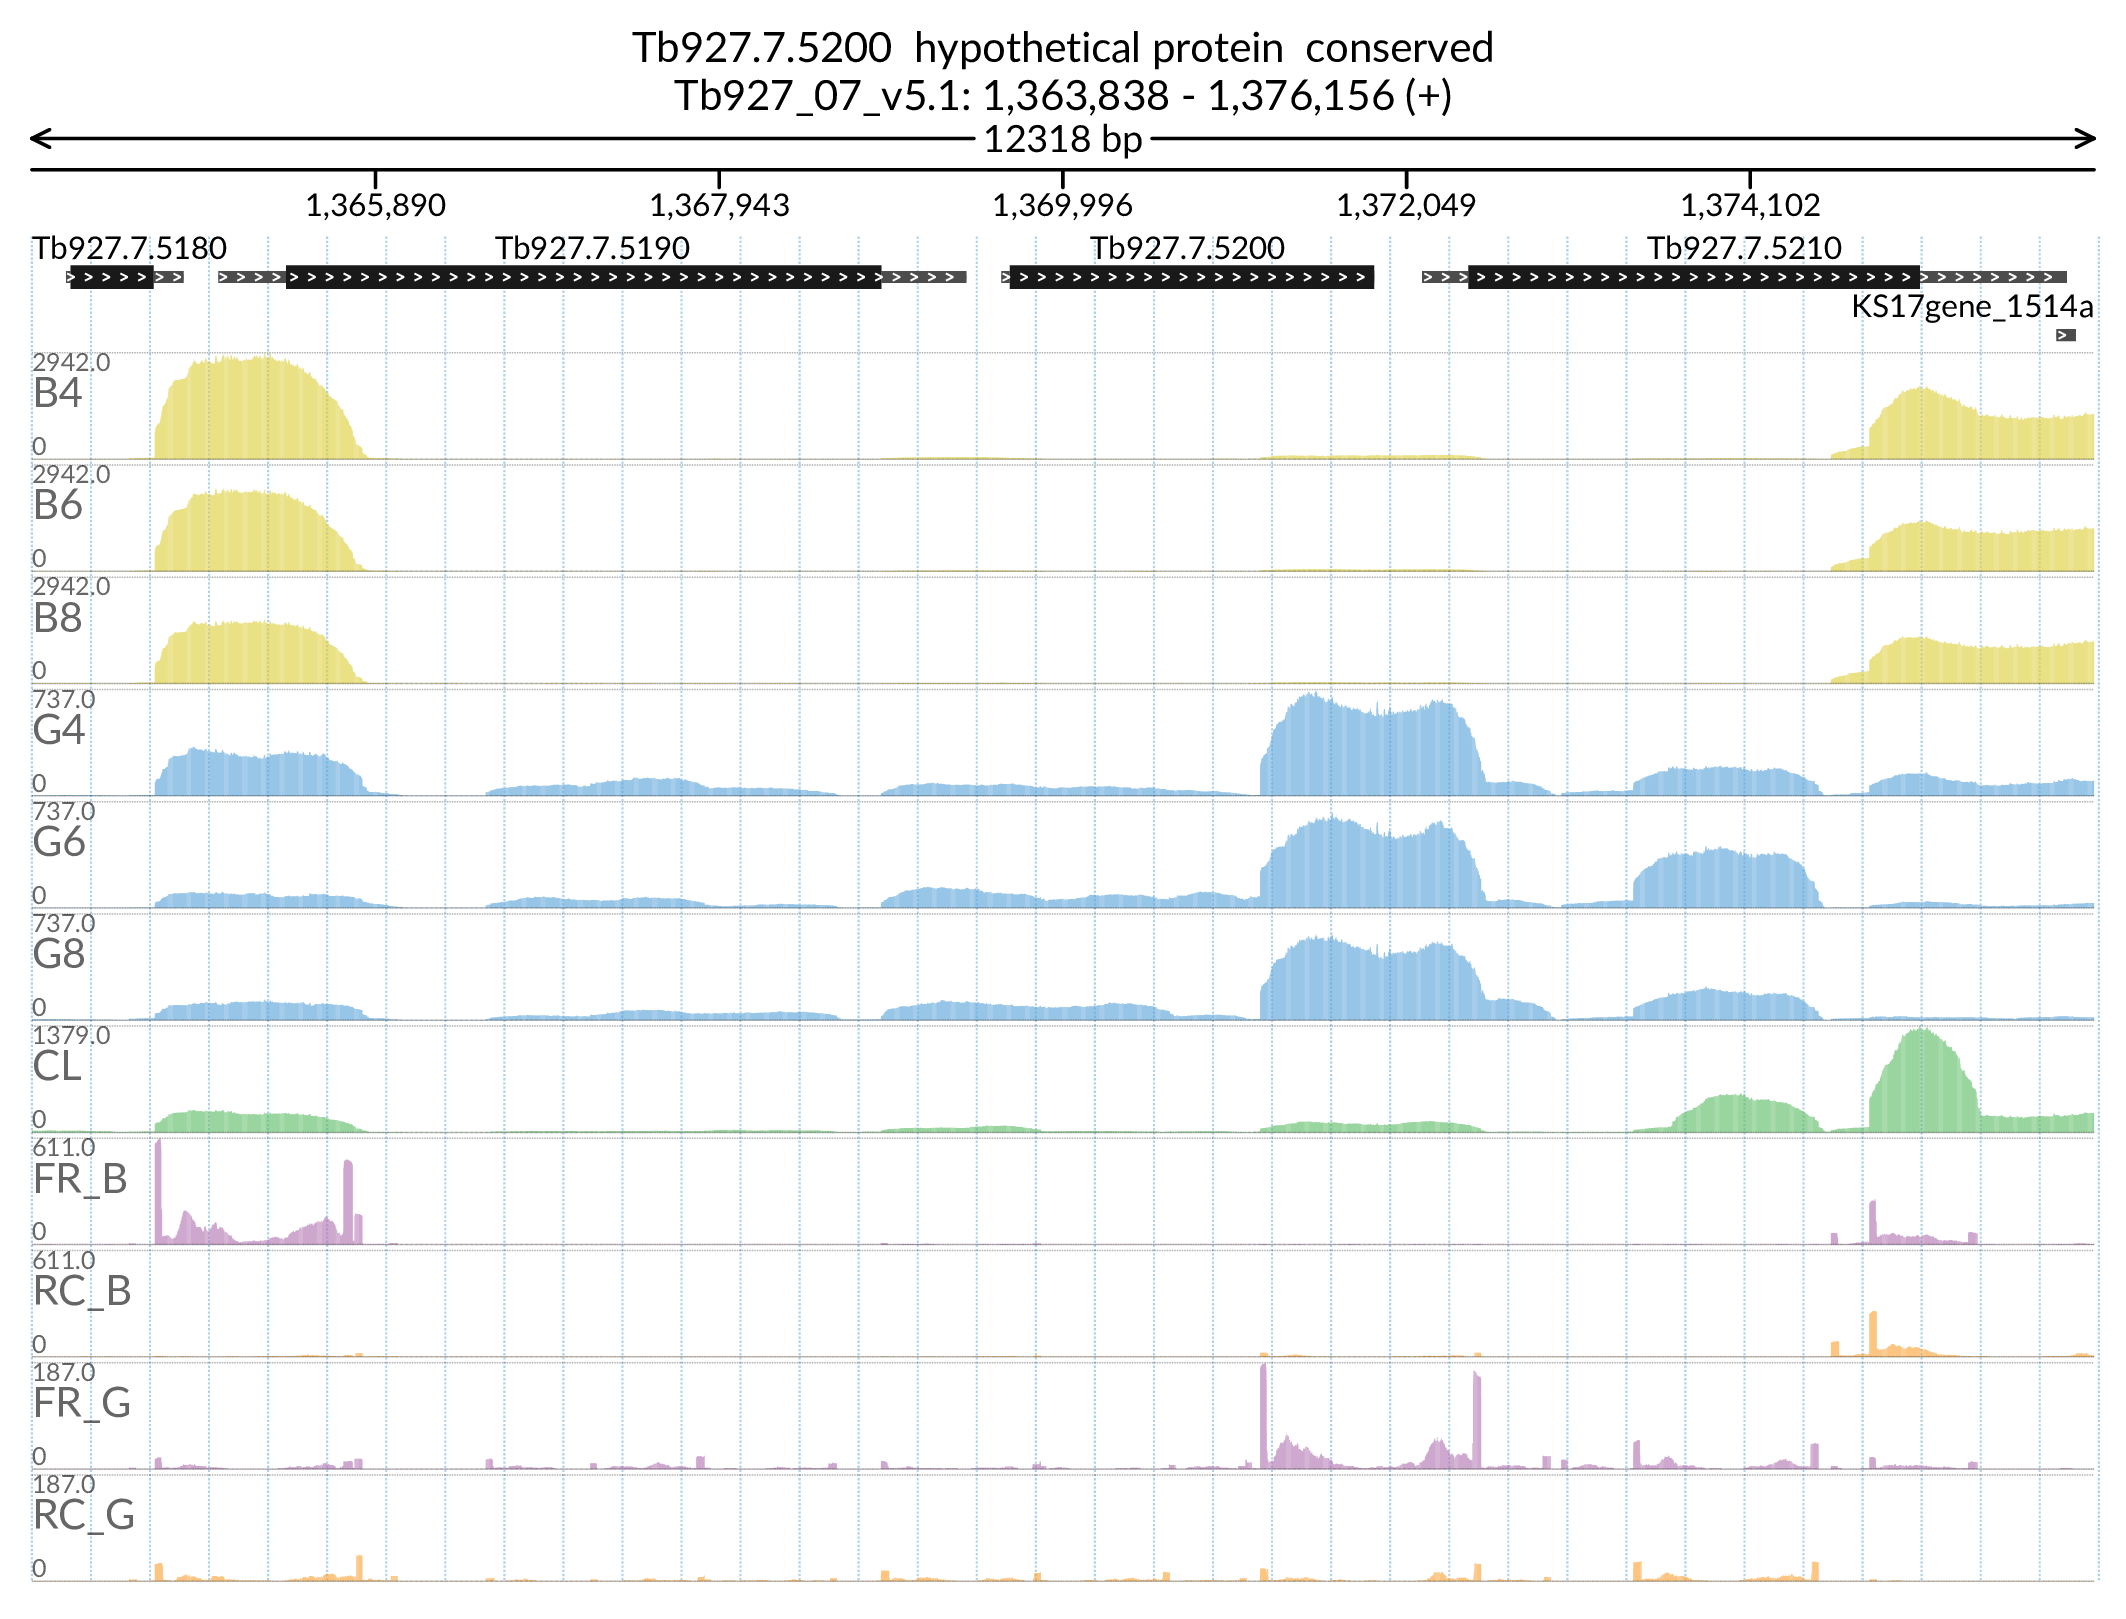 Tb927.7.5200  hypothetical protein  conserved
Tb927_07_v5.1: 1,363,838 - 1,376,156 (+)
12318 bp
1,365,890 1,367,943 1,369,996 1,372,049 1,374,102
Tb927.7.5180 Tb927.7.5190 Tb927.7.5200 Tb927.7.5210
KS17gene_1514a
2942.0
B4
0
2942.0
B6
0
2942.0
B8
0
737.0
G4
0
737.0
G6
0
737.0
G8
0
1379.0
CL
0
611.0
FR_B
0
611.0
RC_B
0
187.0
FR_G
0
187.0
RC_G
0